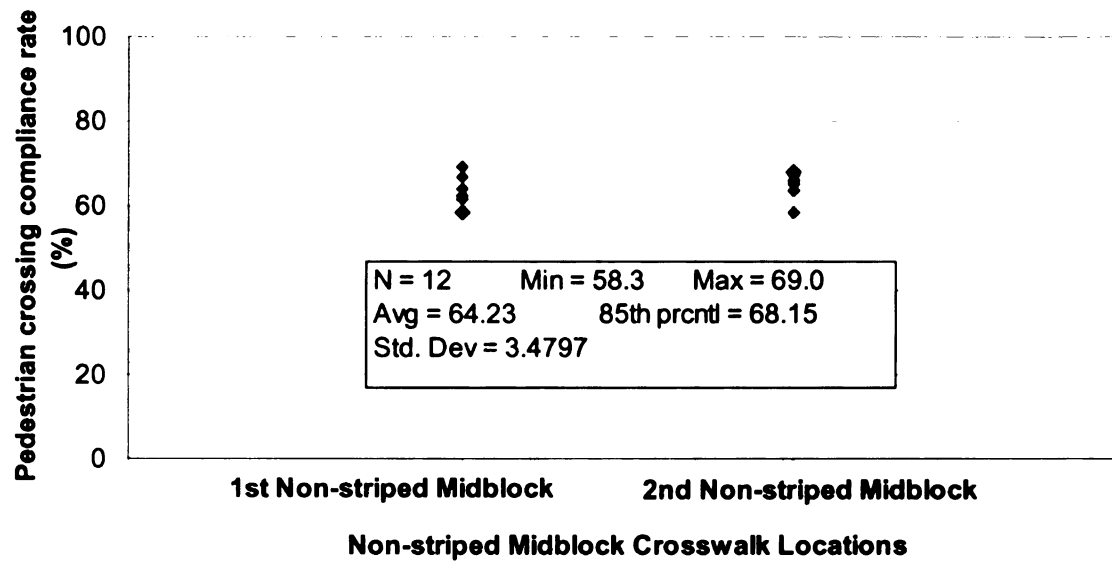 Pedestrian crossing compliance rate
(%)
100
80
60
40
20
0
N = 12 Min = 58.3 Max = 69.0
Avg = 64.23 85th prcntl = 68.15
Std. Dev = 3.4797
1st Non-striped Midblock 2nd Non-striped Midblock
Non-striped Midblock Crosswalk Locations